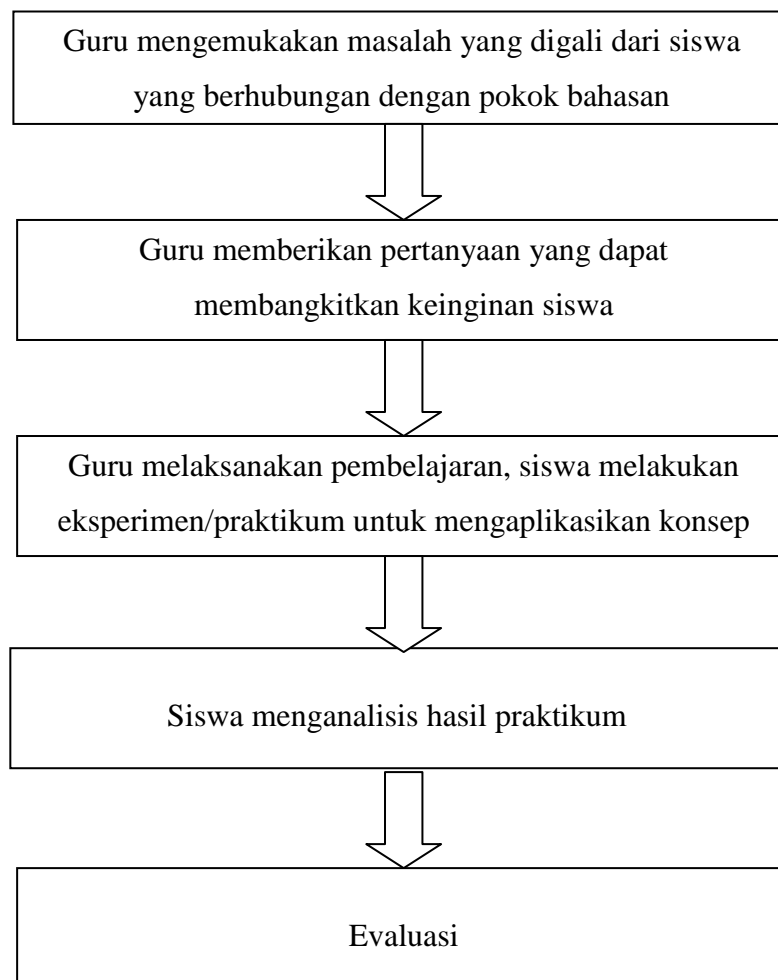 Guru mengemukakan masalah yang digali dari siswa
yang berhubungan dengan pokok bahasan
Guru memberikan pertanyaan yang dapat
membangkitkan keinginan siswa
Guru melaksanakan pembelajaran, siswa melakukan
eksperimen/praktikum untuk mengaplikasikan konsep
Siswa menganalisis hasil praktikum
Evaluasi